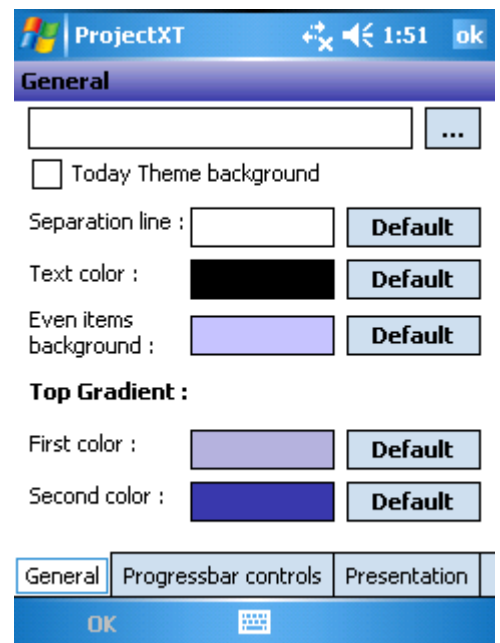 ProjectXT 1:51 ok
General
...
Today Theme background
Separation line : Default
Text color : Default
Even items
background : Default
Top Gradient :
First color : Default
Second color : Default
General Progressbar controls Presentation
OK